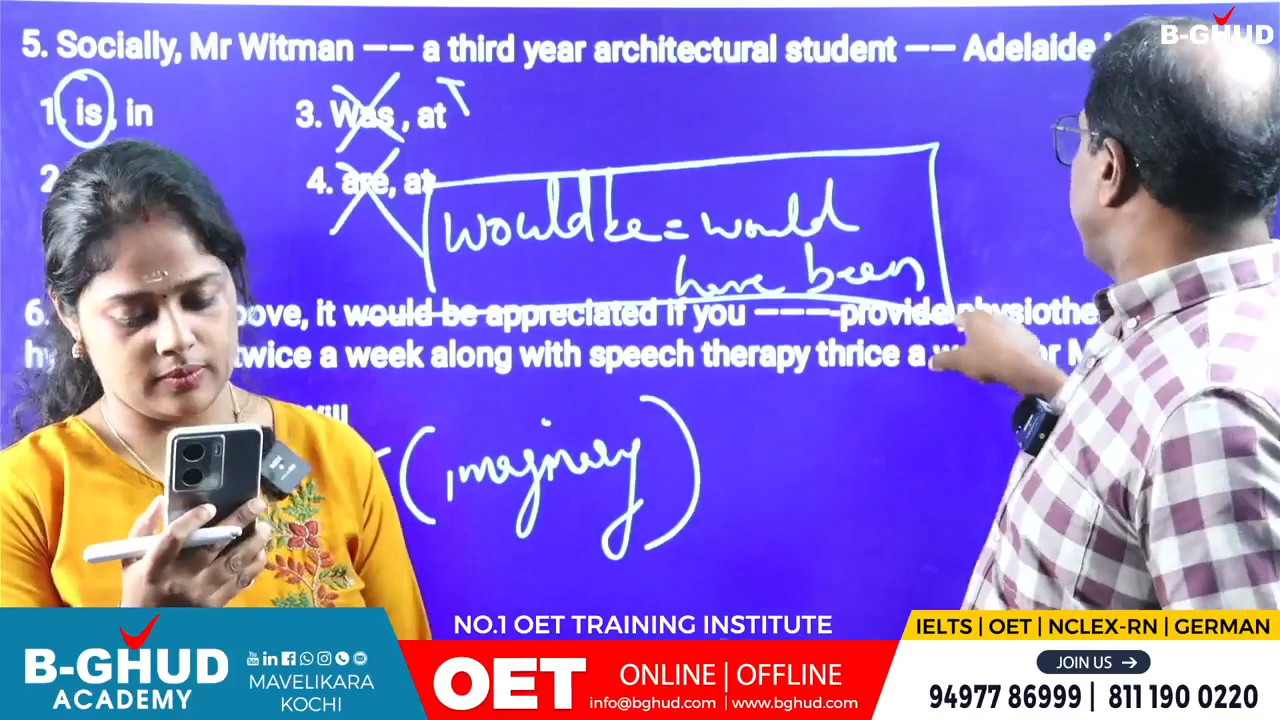 B-GHUD
5. Socially, Mr Witman –– a third year architectural student –– Adelaide
1. is, in
3. Was, at
2
4. are, at
would be = would
have been
6. it would be appreciated if you –––– provide
twice a week along with speech therapy thrice a
will
(imaginary)
NO.1 OET TRAINING INSTITUTE
IELTS | OET | NCLEX-RN | GERMAN
B-GHUD
ACADEMY
MAVELIKARA
KOCHI
OET
ONLINE | OFFLINE
info@bghud.com | www.bghud.com
JOIN US
94977 86999 | 811 190 0220